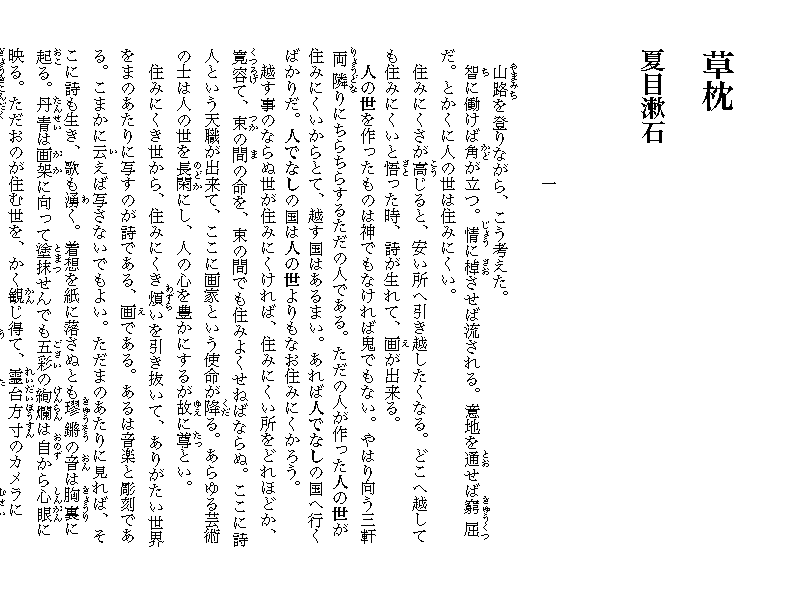 草枕
夏目漱石
一
山路を登りながら、こう考えた。
智に働けば角が立つ。情に棹させば流される。意地を通せば窮屈
だ。とかくに人の世は住みにくい。
住みにくさが高じると、安い所へ引き越したくなる。どこへ越して
も住みにくいと悟った時、詩が生れて、画が出来る。
人の世を作ったものは神でもなければ鬼でもない。やはり向う三軒
両隣りにちらちらするただの人である。ただの人が作った人の世が
住みにくいからとて、越す国はあるまい。あれば人でなしの国へ行く
ばかりだ。人でなしの国は人の世よりもなお住みにくかろう。
越す事のならぬ世が住みにくければ、住みにくい所をどれほどか、
寛容て、束の間の命を、束の間でも住みよくせねばならぬ。ここに詩
人という天職が出来て、ここに画家という使命が降る。あらゆる芸術
の士は人の世を長閑にし、人の心を豊かにするが故に尊とい。
住みにくき世から、住みにくき煩いを引き抜いて、ありがたい世界
をまのあたりに写すのが詩である、画である。あるは音楽と彫刻であ
る。こまかに云えば写さないでもよい。ただまのあたりに見れば、そ
こに詩も生き、歌も湧く。着想を紙に落さぬとも璆鏘の音は胸裏に
起る。丹青は画架に向って塗抹せんでも五彩の絢爛は自から心眼に
映る。ただおのが住む世を、かく観じ得て、霊台方寸のカメラに